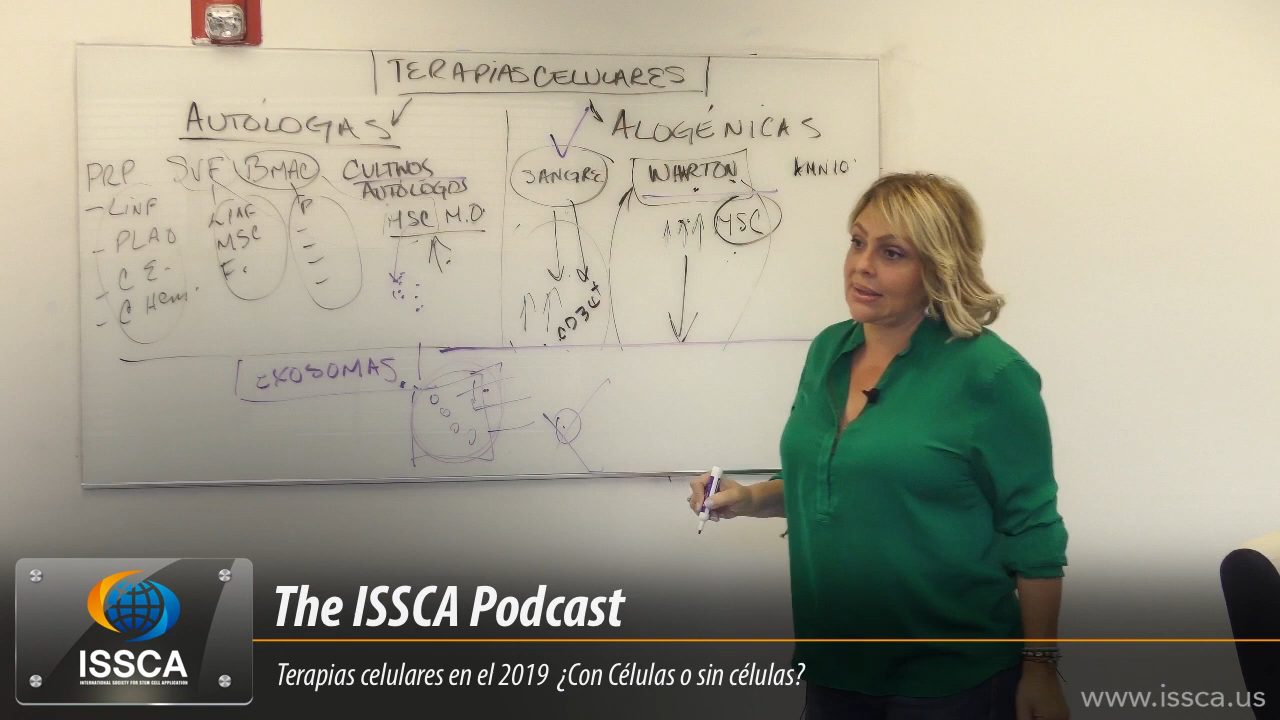 TERAPIAS CELULARES
AUTÓLOGAS
ALOGÉNICAS
PRP SVF BMAC CULTIVOS
AUTÓLOGOS
SANGRE
WHARTON
AMNIO
- LINF
- PLAQ
- C E.
- C Hem.
LINF
MSC
F.
P
-
-
-
MSC M.O
CD34+
MSC
EXOSOMAS
The ISSCA Podcast
Terapias celulares en el 2019 ¿Con Células o sin células?
ISSCA
INTERNATIONAL SOCIETY FOR STEM CELL APPLICATION
www.issca.us